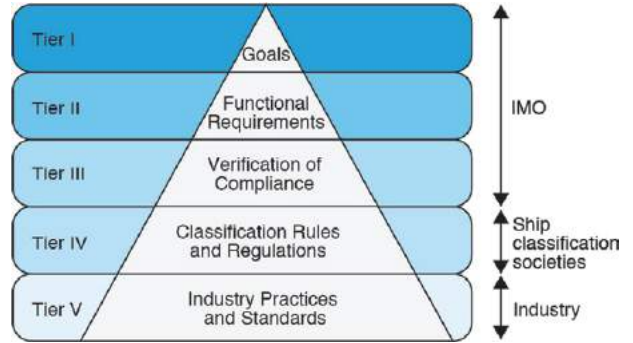 Tier I
Goals
Tier II
Functional
Requirements
IMO
Tier III
Verification of
Compliance
Tier IV
Classification Rules
and Regulations
Ship
classification
societies
Tier V
Industry Practices
and Standards
Industry